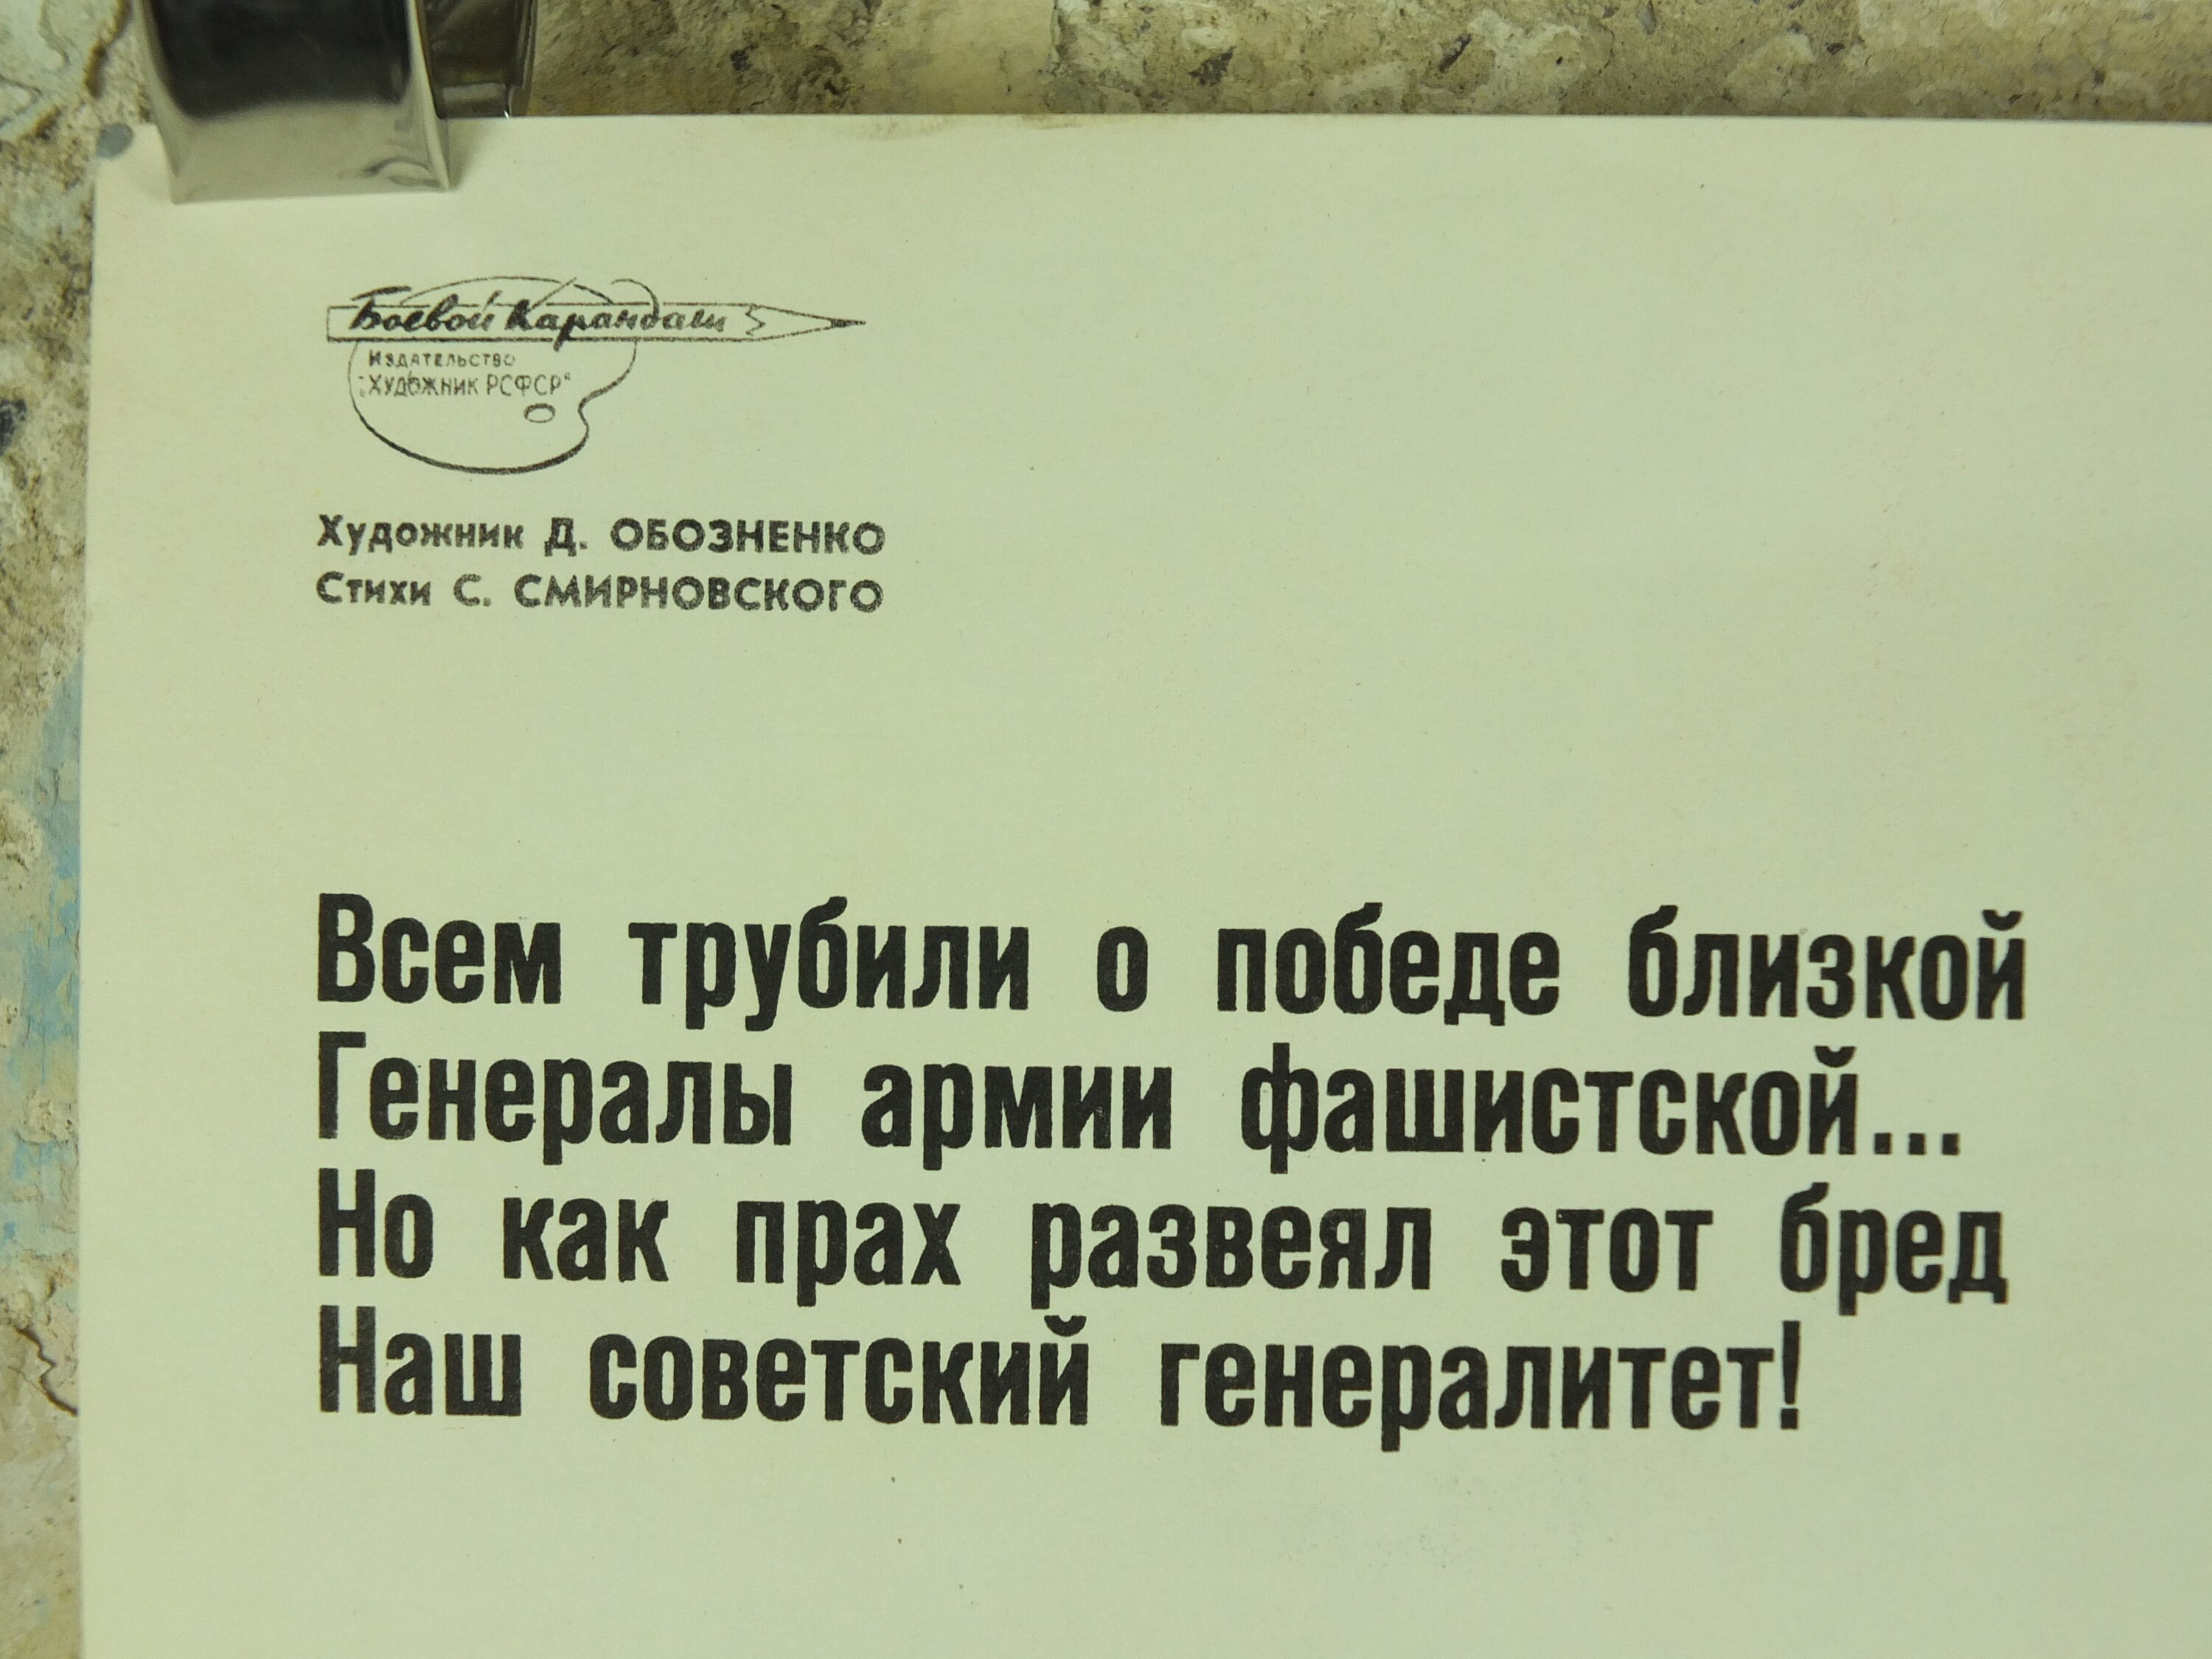 Боевой Карандаш
Издательство
"Художник РСФСР"
Художник Д. ОБОЗНЕНКО
Стихи С. СМИРНОВСКОГО
Всем трубили о победе близкой
Генералы армии фашистской...
Но как прах развеял этот бред
Наш советский генералитет!